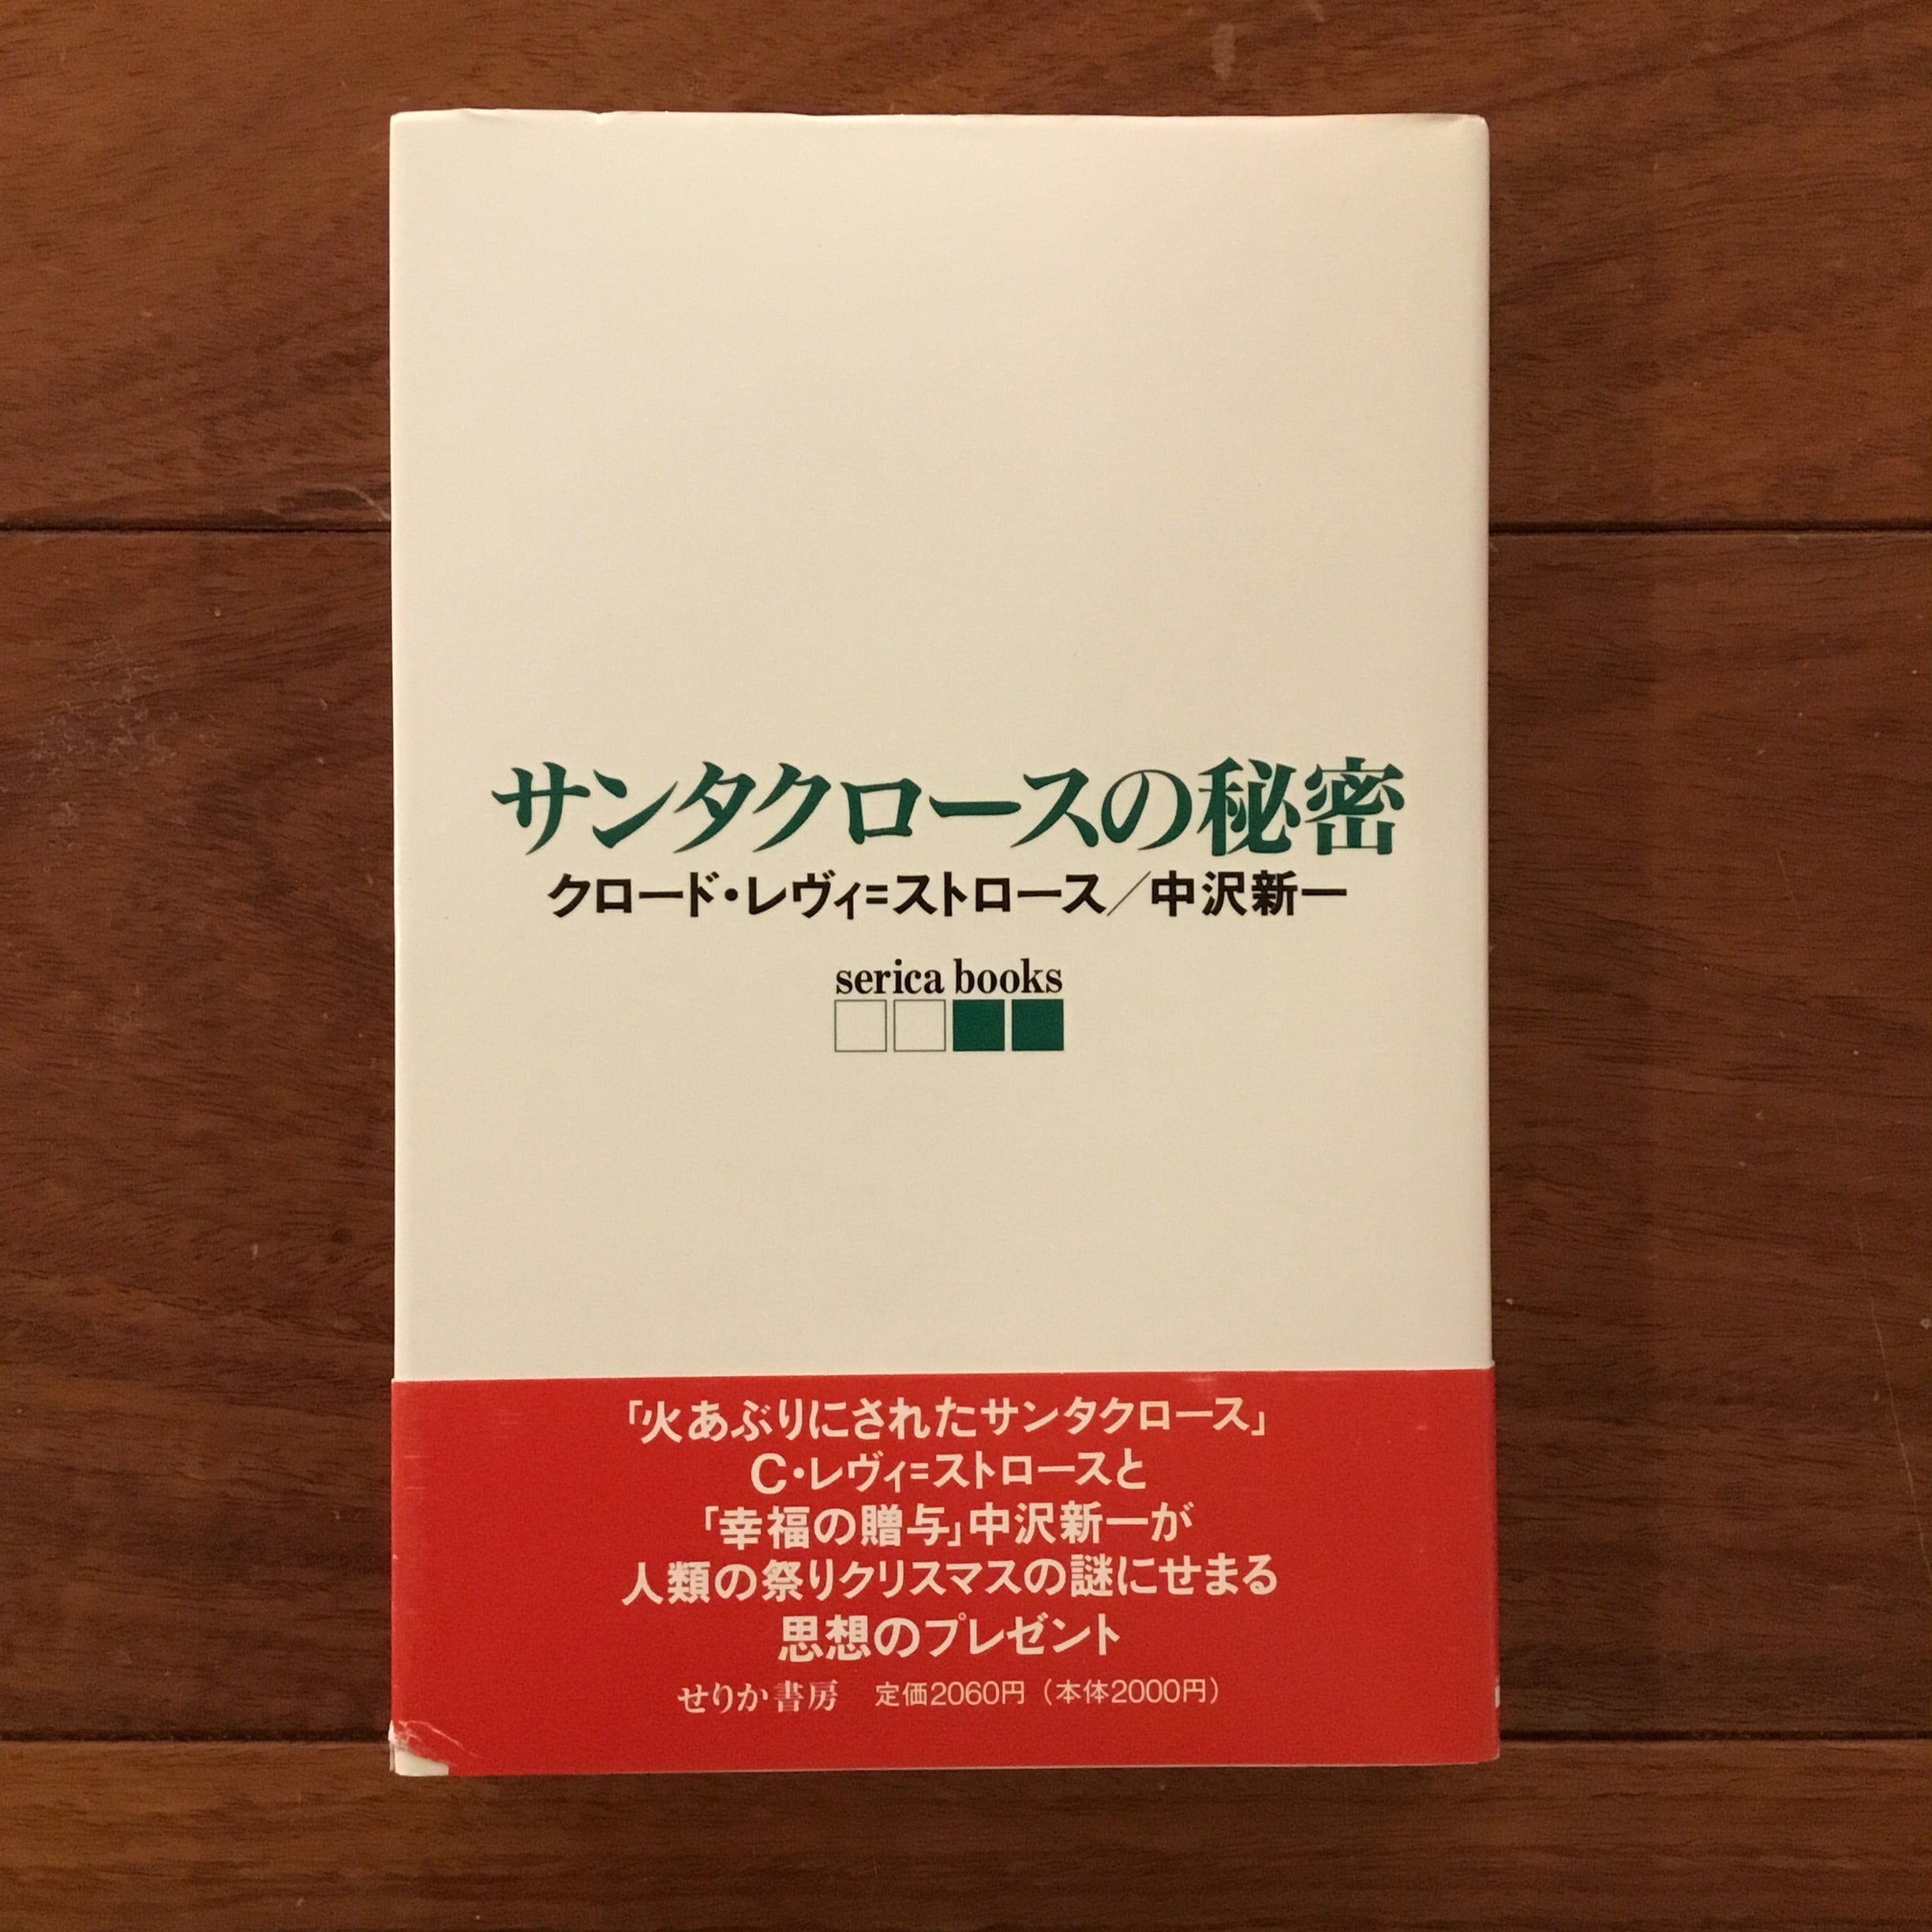 サンタクロースの秘密
クロード・レヴィ=ストロース／中沢新一
serica books
「火あぶりにされたサンタクロース」
C・レヴィ=ストロースと
「幸福の贈与」中沢新一が
人類の祭りクリスマスの謎にせまる
思想のプレゼント
せりか書房　定価2060円（本体2000円）